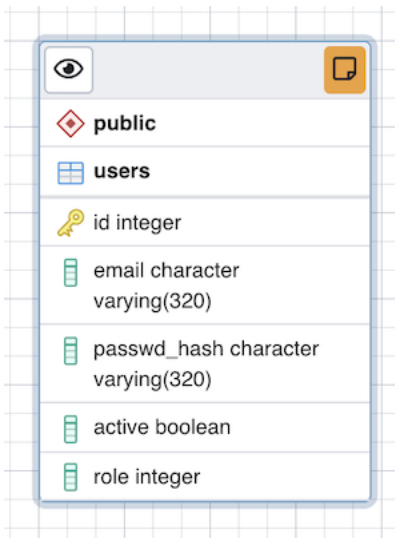 public
users
id integer
email character
varying(320)
passwd_hash character
varying(320)
active boolean
role integer